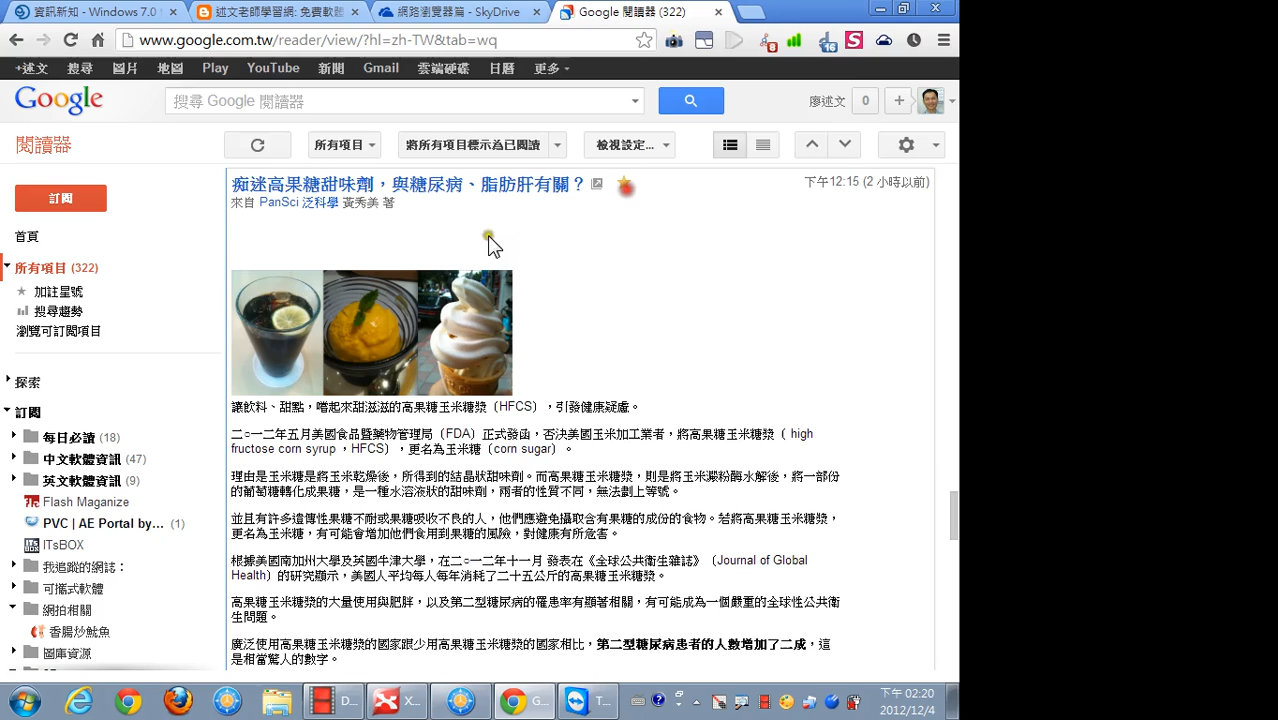 資訊新知 - Windows 7.0
述文老師學習網: 免費軟體
網路瀏覽器篇 - SkyDrive
Google 閱讀器 (322)
www.google.com.tw/reader/view/?hl=zh-TW&tab=wq
8
16
+述文 搜尋 圖片 地圖 Play YouTube 新聞 Gmail 雲端硬碟 日曆 更多
Google
搜尋 Google 閱讀器
廖述文 0 +
閱讀器
所有項目
將所有項目標示為已閱讀
檢視設定...
訂閱
首頁
所有項目 (322)
加註星號
搜尋趨勢
瀏覽可訂閱項目
探索
訂閱
每日必讀 (18)
中文軟體資訊 (47)
英文軟體資訊 (9)
Flash Maganize
PVC | AE Portal by... (1)
ITsBOX
我追蹤的網誌：
可攜式軟體
網拍相關
香腸炒魷魚
圖庫資源
痴迷高果糖甜味劑，與糖尿病、脂肪肝有關？
下午12:15 (2 小時以前)
來自 PanSci 泛科學 黃秀美 著
讓飲料、甜點，嚐起來甜滋滋的高果糖玉米糖漿（HFCS），引發健康疑慮。
二○一二年五月美國食品暨藥物管理局（FDA）正式發函，否決美國玉米加工業者，將高果糖玉米糖漿（ high
fructose corn syrup ，HFCS），更名為玉米糖（corn sugar）。
理由是玉米糖是將玉米乾燥後，所得到的結晶狀甜味劑。而高果糖玉米糖漿，則是將玉米澱粉酶水解後，將一部份
的葡萄糖轉化成果糖，是一種水溶液狀的甜味劑，兩者的性質不同，無法劃上等號。
並且有許多遺傳性果糖不耐或果糖吸收不良的人，他們應避免攝取含有果糖的成份的食物。若將高果糖玉米糖漿，
更名為玉米糖，有可能會增加他們食用到果糖的風險，對健康有所危害。
根據美國南加州大學及英國牛津大學，在二○一二年十一月 發表在《全球公共衛生雜誌》（Journal of Global
Health）的研究顯示，美國人平均每人每年消耗了二十五公斤的高果糖玉米糖漿。
高果糖玉米糖漿的大量使用與肥胖，以及第二型糖尿病的罹患率有顯著相關，有可能成為一個嚴重的全球性公共衛
生問題。
廣泛使用高果糖玉米糖漿的國家跟少用高果糖玉米糖漿的國家相比，第二型糖尿病患者的人數增加了二成，這
是相當驚人的數字。
D...
X...
G...
T...
下午 02:20
2012/12/4